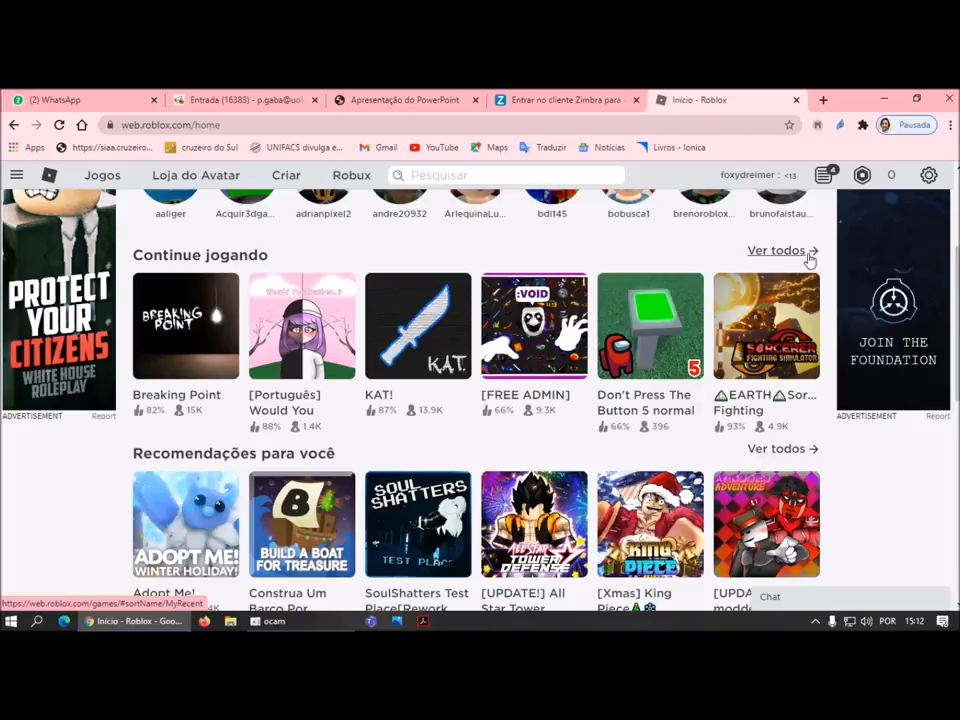 (2) WhatsApp
Entrada (16383) - p.gaba@uol
Apresentação do PowerPoint
Entrar no cliente Zimbra para
Início - Roblox
web.roblox.com/home
Pausada
Apps
https://siaa.cruzeiro...
cruzeiro do Sul
UNIFACS divulga e...
Gmail
YouTube
Maps
Traduzir
Notícias
Livros - Ionica
Jogos
Loja do Avatar
Criar
Robux
Pesquisar
foxydreimer : <13
4
0
aaliger
Acquir3dga...
adrianpixel2
andre20932
ArlequinaLu...
bdl145
bobusca1
brenoroblox...
brunofaistau...
Continue jogando
Ver todos →
BREAKING POINT
KAT.
:VOID
5
SORCERER
FIGHTING SIMULATOR
Breaking Point
82% 15K
[Português]
Would You
88% 1.4K
KAT!
87% 13.9K
[FREE ADMIN]
66% 9.3K
Don't Press The
Button 5 normal
66% 396
EARTH Sor...
Fighting
93% 4.9K
PROTECT
YOUR
CITIZENS
WHITE HOUSE
ROLEPLAY
ADVERTISEMENT
Report
JOIN THE
FOUNDATION
ADVERTISEMENT
Report
Recomendações para você
Ver todos →
ADOPT ME!
WINTER HOLIDAY!
B
BUILD A BOAT
FOR TREASURE
SOUL
SHATTERS
TEST PLACE
ALL STAR
TOWER
DEFENSE
KING
PIECE
ADVENTURE
Adopt Me!
Construa Um
Barco Por
SoulShatters Test
Place[Rework
[UPDATE!] All
Star Tower
[Xmas] King
Piece
Chat
https://web.roblox.com/games/#sortName/MyRecent
Início - Roblox - Goo...
ocam
POR
15:12